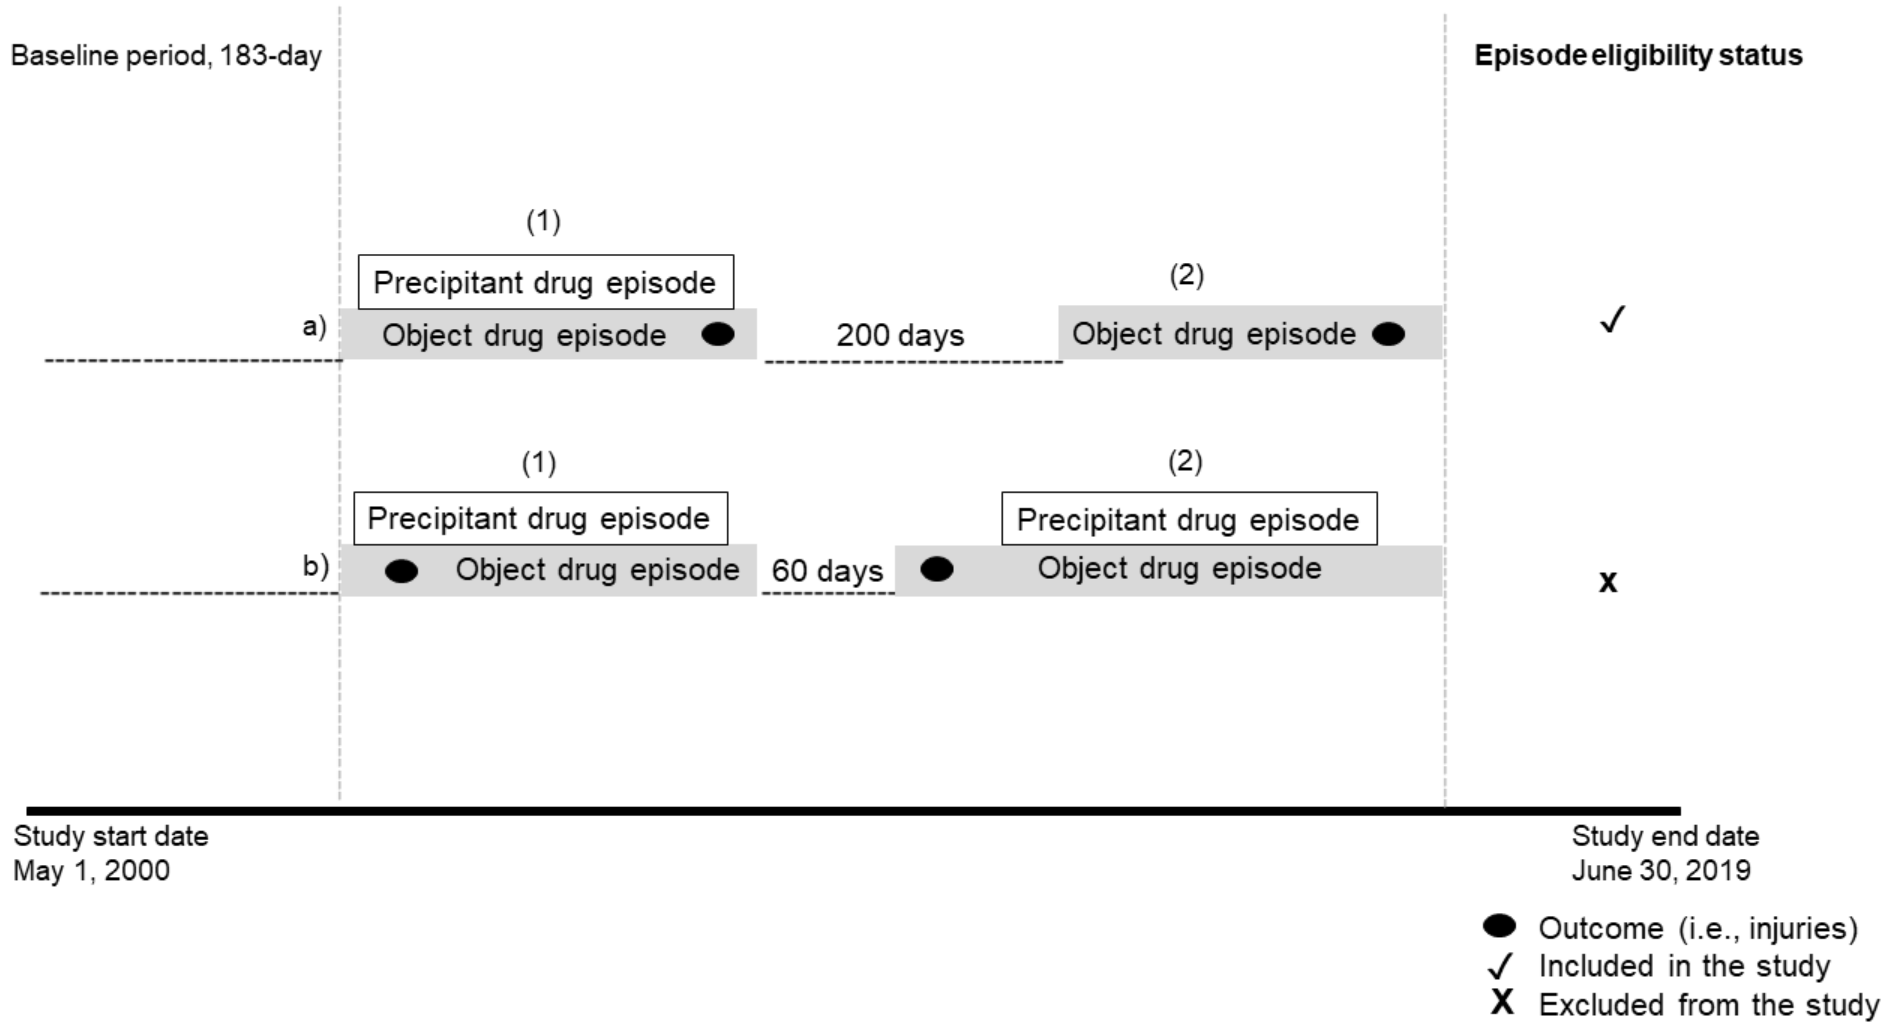 Baseline period, 183-day
Episode eligibility status
(1)
Precipitant drug episode
(2)
a)
Object drug episode
200 days
Object drug episode
✓
(1)
(2)
Precipitant drug episode
Precipitant drug episode
b)
Object drug episode
60 days
Object drug episode
x
Study start date
May 1, 2000
Study end date
June 30, 2019
Outcome (i.e., injuries)
✓ Included in the study
X Excluded from the study